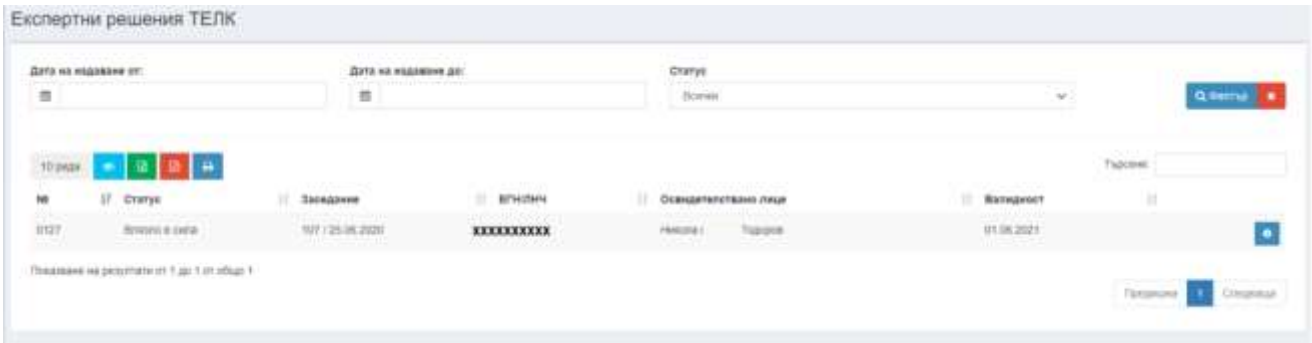 Експертни решения ТЕЛК
Дата на издаване от: Дата на издаване до: Статус
Всички Филтър
10 реда Търсене:
№ Статус Заседание ЕГН/ЛНЧ Освидетелствано лице Валидност
0127 Влязло в сила 107 / 25.06.2020 XXXXXXXXXX Никола Тодоров 01.06.2021
Показване на резултати от 1 до 1 от общо 1
Предишна 1 Следваща